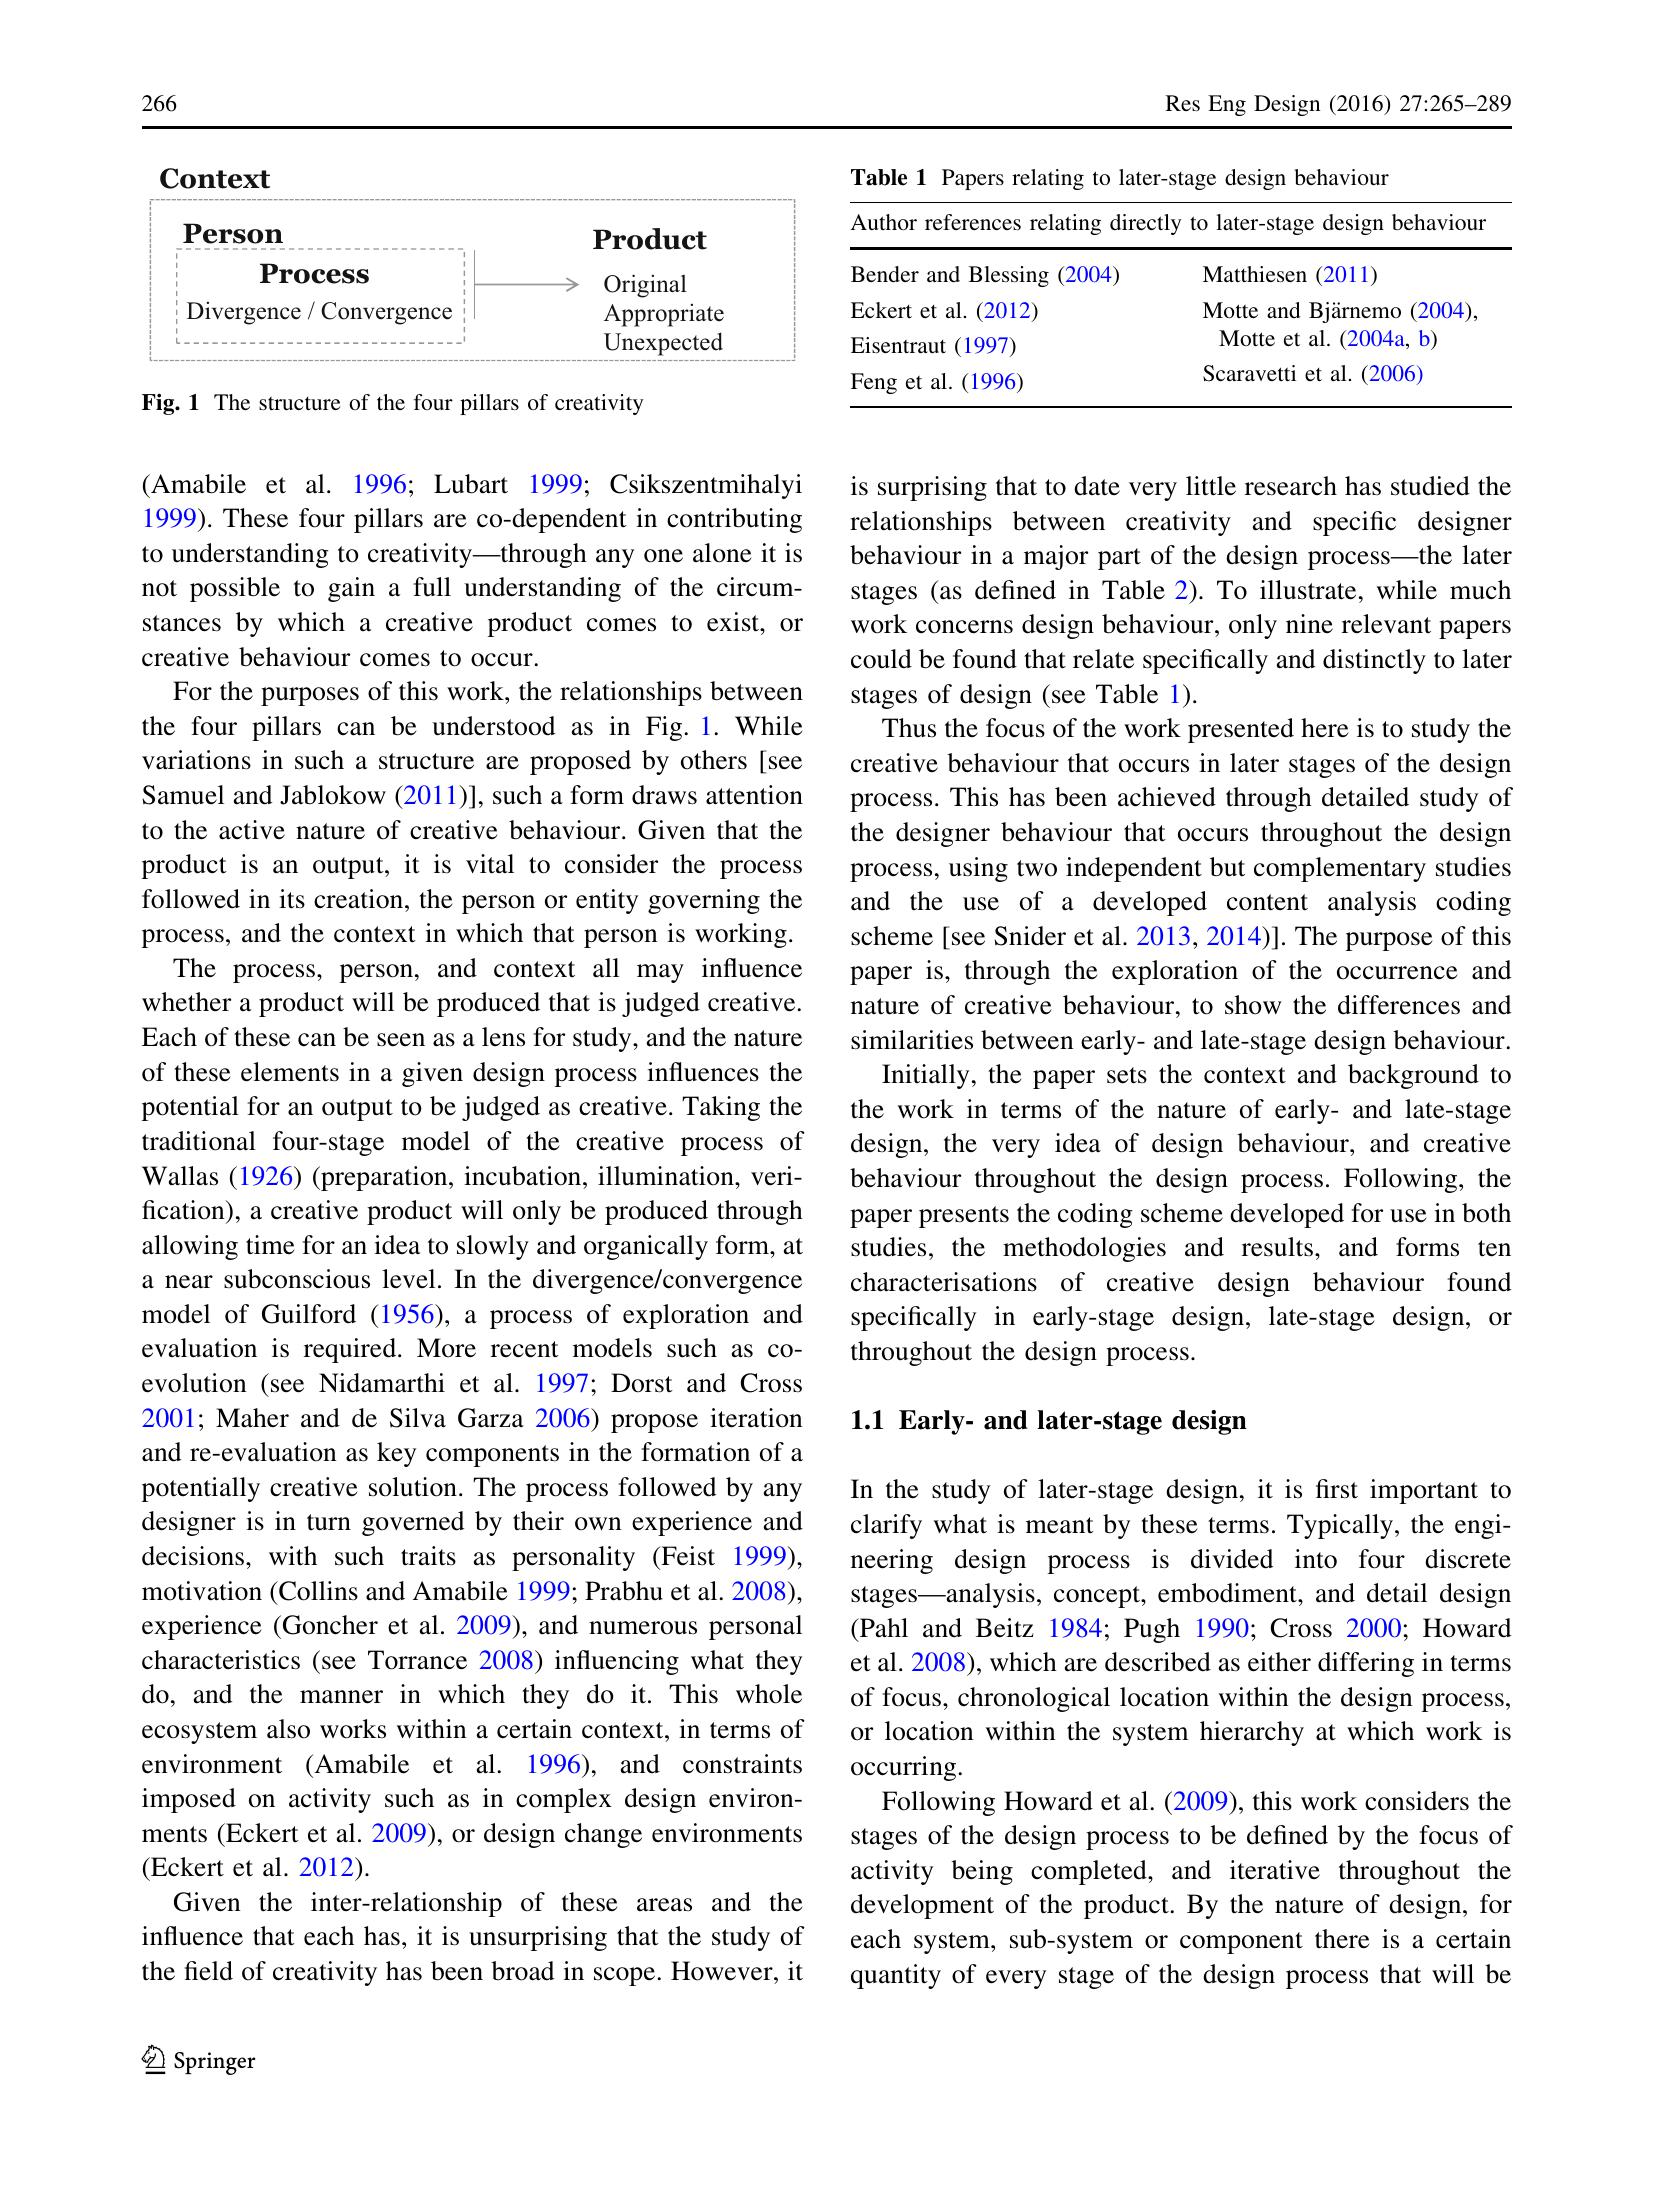 266
Res Eng Design (2016) 27:265–289
Context
Person
Process
Divergence / Convergence
Product
Original
Appropriate
Unexpected
Fig. 1 The structure of the four pillars of creativity
Table 1 Papers relating to later-stage design behaviour
Author references relating directly to later-stage design behaviour
Bender and Blessing (2004)
Eckert et al. (2012)
Eisentraut (1997)
Feng et al. (1996)
Matthiesen (2011)
Motte and Bjärnemo (2004),
Motte et al. (2004a, b)
Scaravetti et al. (2006)
(Amabile et al. 1996; Lubart 1999; Csikszentmihalyi
1999). These four pillars are co-dependent in contributing
to understanding to creativity—through any one alone it is
not possible to gain a full understanding of the circum-
stances by which a creative product comes to exist, or
creative behaviour comes to occur.
For the purposes of this work, the relationships between
the four pillars can be understood as in Fig. 1. While
variations in such a structure are proposed by others [see
Samuel and Jablokow (2011)], such a form draws attention
to the active nature of creative behaviour. Given that the
product is an output, it is vital to consider the process
followed in its creation, the person or entity governing the
process, and the context in which that person is working.
The process, person, and context all may influence
whether a product will be produced that is judged creative.
Each of these can be seen as a lens for study, and the nature
of these elements in a given design process influences the
potential for an output to be judged as creative. Taking the
traditional four-stage model of the creative process of
Wallas (1926) (preparation, incubation, illumination, veri-
fication), a creative product will only be produced through
allowing time for an idea to slowly and organically form, at
a near subconscious level. In the divergence/convergence
model of Guilford (1956), a process of exploration and
evaluation is required. More recent models such as co-
evolution (see Nidamarthi et al. 1997; Dorst and Cross
2001; Maher and de Silva Garza 2006) propose iteration
and re-evaluation as key components in the formation of a
potentially creative solution. The process followed by any
designer is in turn governed by their own experience and
decisions, with such traits as personality (Feist 1999),
motivation (Collins and Amabile 1999; Prabhu et al. 2008),
experience (Goncher et al. 2009), and numerous personal
characteristics (see Torrance 2008) influencing what they
do, and the manner in which they do it. This whole
ecosystem also works within a certain context, in terms of
environment (Amabile et al. 1996), and constraints
imposed on activity such as in complex design environ-
ments (Eckert et al. 2009), or design change environments
(Eckert et al. 2012).
Given the inter-relationship of these areas and the
influence that each has, it is unsurprising that the study of
the field of creativity has been broad in scope. However, it
is surprising that to date very little research has studied the
relationships between creativity and specific designer
behaviour in a major part of the design process—the later
stages (as defined in Table 2). To illustrate, while much
work concerns design behaviour, only nine relevant papers
could be found that relate specifically and distinctly to later
stages of design (see Table 1).
Thus the focus of the work presented here is to study the
creative behaviour that occurs in later stages of the design
process. This has been achieved through detailed study of
the designer behaviour that occurs throughout the design
process, using two independent but complementary studies
and the use of a developed content analysis coding
scheme [see Snider et al. 2013, 2014)]. The purpose of this
paper is, through the exploration of the occurrence and
nature of creative behaviour, to show the differences and
similarities between early- and late-stage design behaviour.
Initially, the paper sets the context and background to
the work in terms of the nature of early- and late-stage
design, the very idea of design behaviour, and creative
behaviour throughout the design process. Following, the
paper presents the coding scheme developed for use in both
studies, the methodologies and results, and forms ten
characterisations of creative design behaviour found
specifically in early-stage design, late-stage design, or
throughout the design process.
1.1 Early- and later-stage design
In the study of later-stage design, it is first important to
clarify what is meant by these terms. Typically, the engi-
neering design process is divided into four discrete
stages—analysis, concept, embodiment, and detail design
(Pahl and Beitz 1984; Pugh 1990; Cross 2000; Howard
et al. 2008), which are described as either differing in terms
of focus, chronological location within the design process,
or location within the system hierarchy at which work is
occurring.
Following Howard et al. (2009), this work considers the
stages of the design process to be defined by the focus of
activity being completed, and iterative throughout the
development of the product. By the nature of design, for
each system, sub-system or component there is a certain
quantity of every stage of the design process that will be
Springer